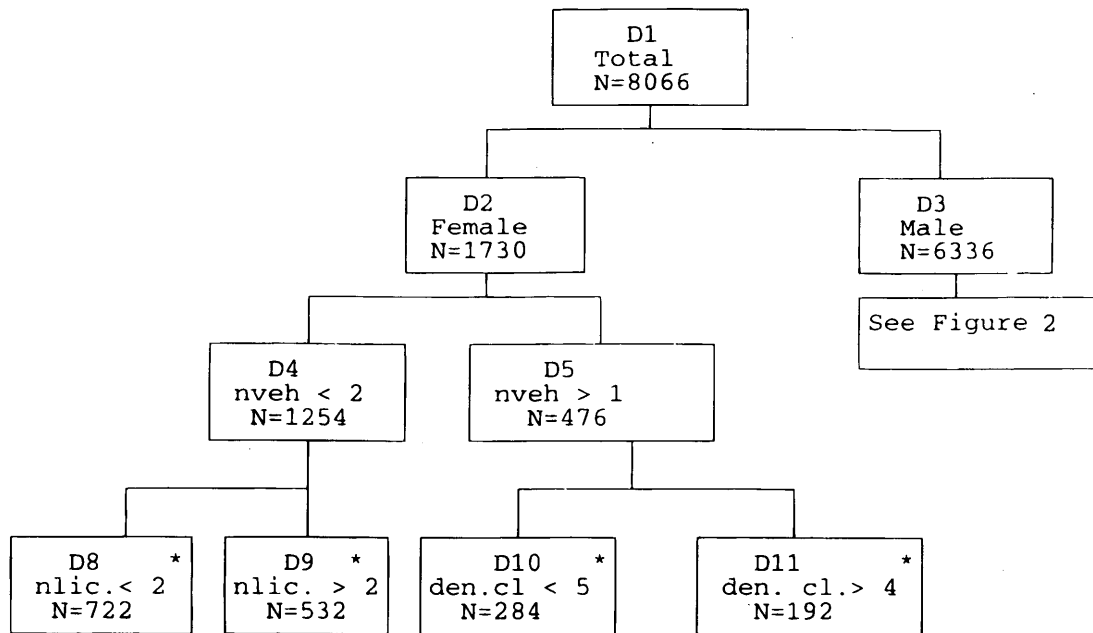 D1
Total
N=8066
D2
Female
N=1730
D3
Male
N=6336
See Figure 2
D4
nveh < 2
N=1254
D5
nveh > 1
N=476
D8 *
nlic.< 2
N=722
D9 *
nlic. > 2
N=532
D10 *
den.cl < 5
N=284
D11 *
den. cl.> 4
N=192